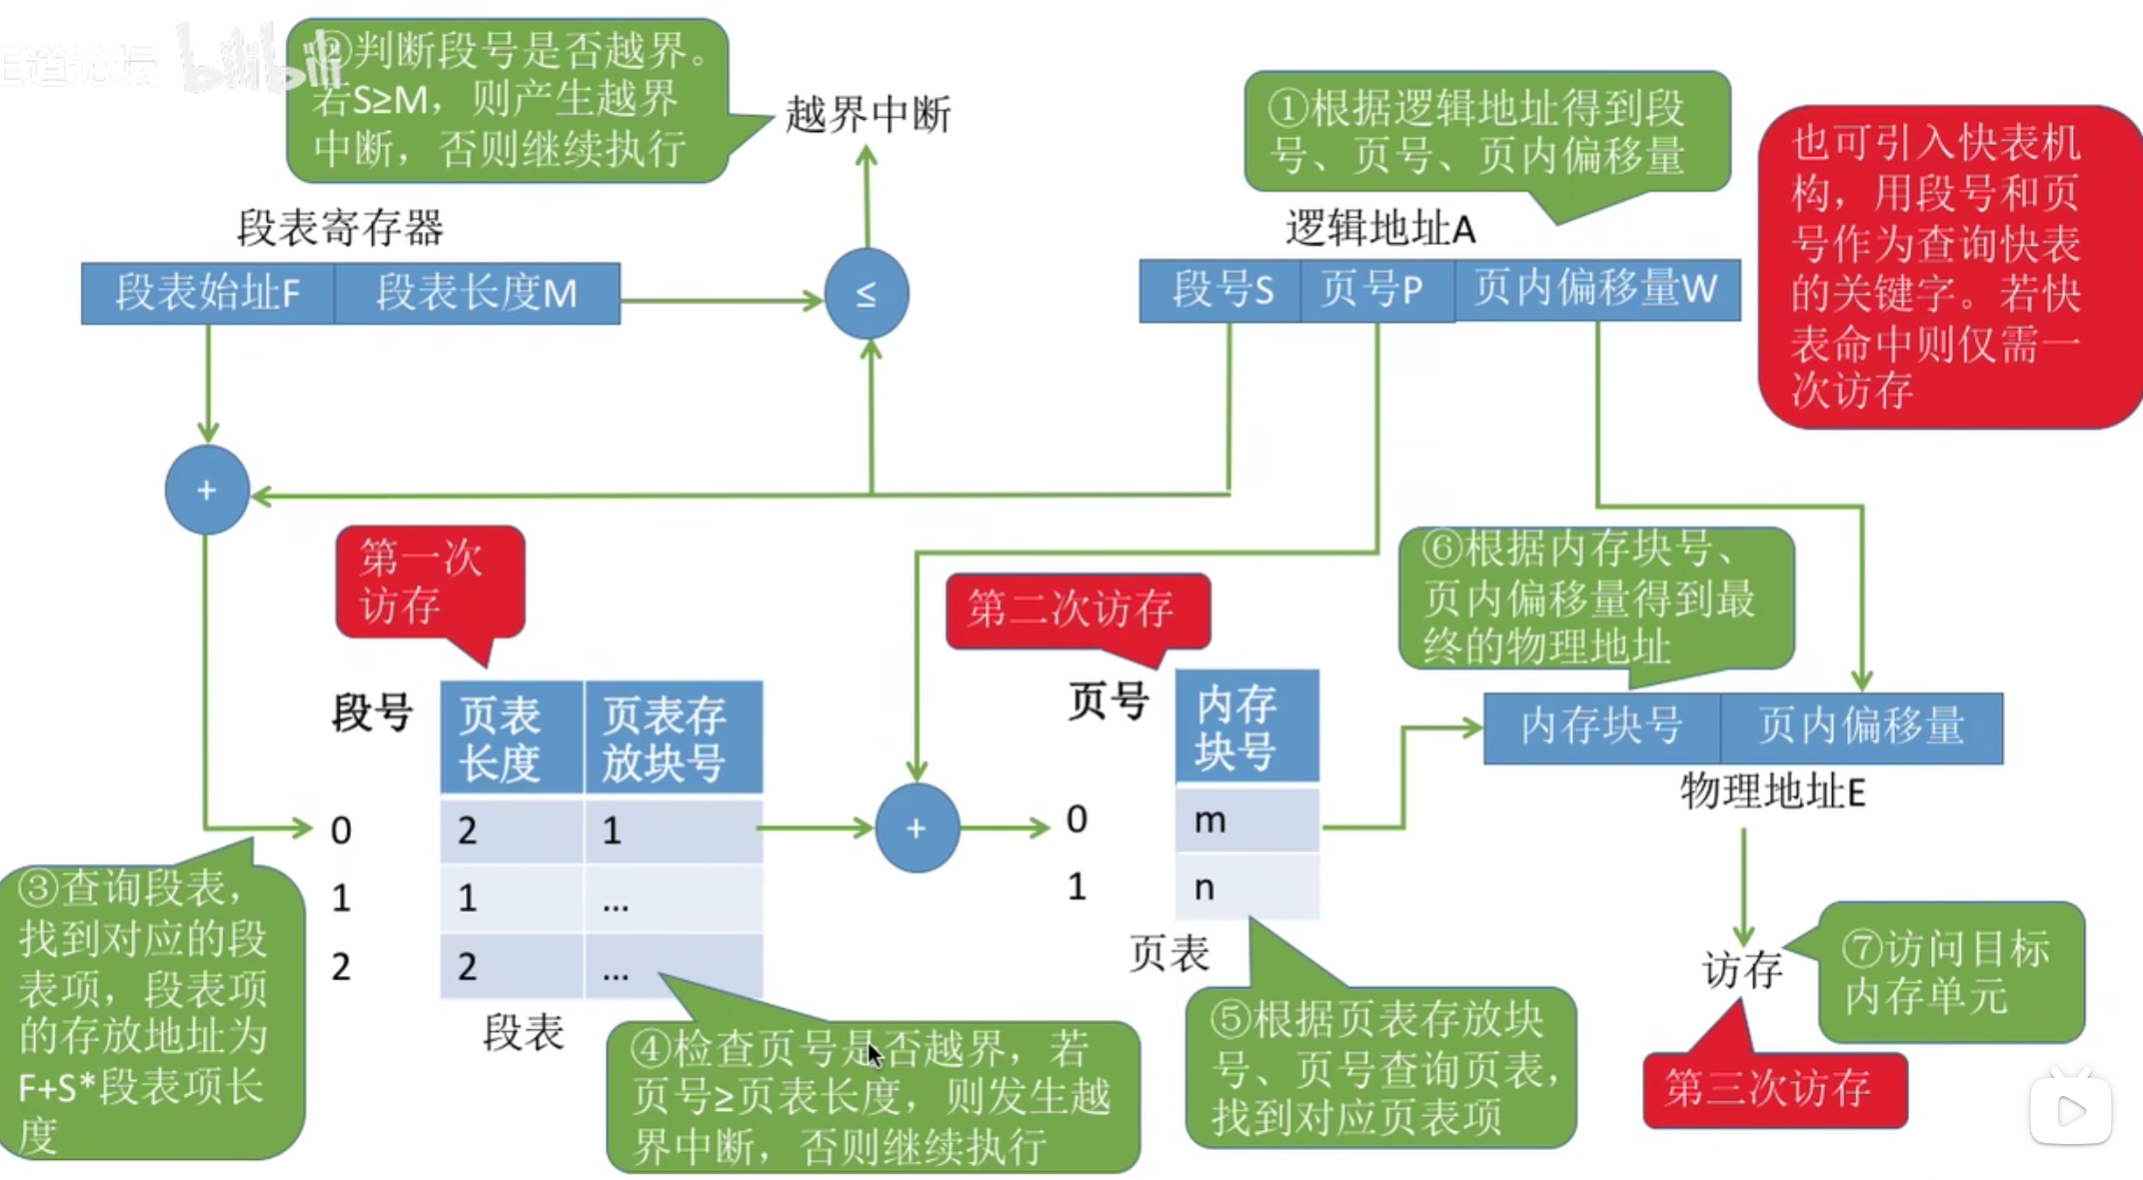 王道论坛
bilibili
②判断段号是否越界。
若S≥M，则产生越界
中断，否则继续执行
越界中断
①根据逻辑地址得到段
号、页号、页内偏移量
也可引入快表机
构，用段号和页
号作为查询快表
的关键字。若快
表命中则仅需一
次访存
段表寄存器
段表始址F 段表长度M
≤
逻辑地址A
段号S 页号P 页内偏移量W
+
第一次
访存
第二次访存
⑥根据内存块号、
页内偏移量得到最
终的物理地址
段号 页表长度 页表存放块号
0 2 1
1 1 ...
2 2 ...
段表
+
页号 内存块号
0 m
1 n
页表
内存块号 页内偏移量
物理地址E
③查询段表，
找到对应的段
表项，段表项
的存放地址为
F+S*段表项长
度
④检查页号是否越界，若
页号≥页表长度，则发生越
界中断，否则继续执行
⑤根据页表存放块
号、页号查询页表，
找到对应页表项
访存
⑦访问目标
内存单元
第三次访存